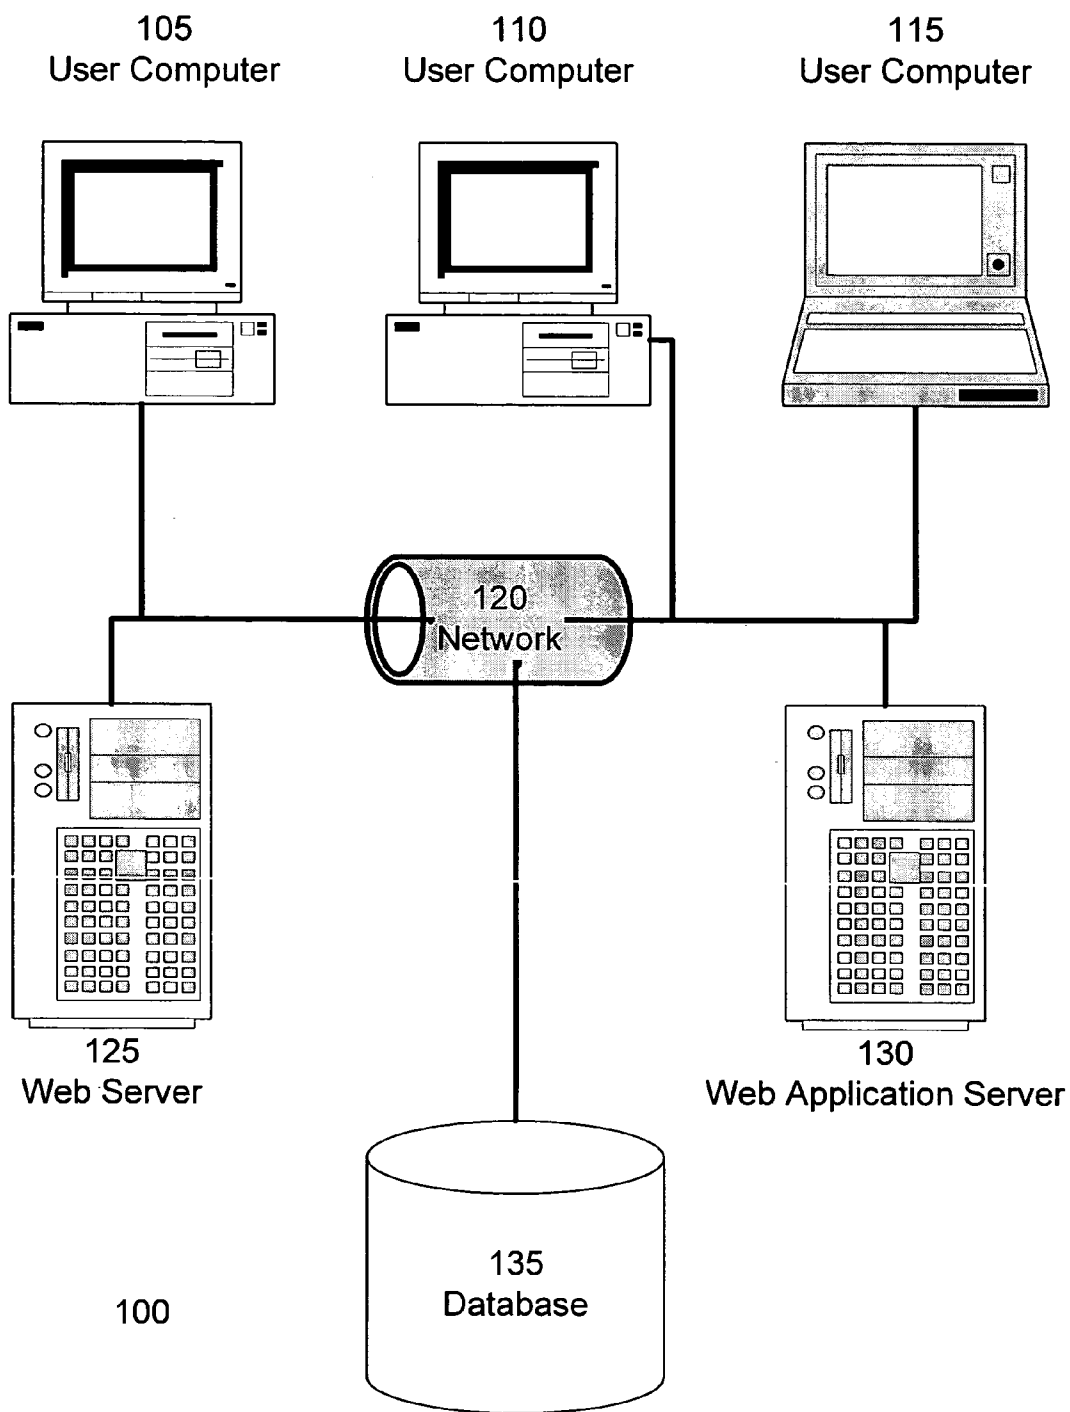 105
User Computer
110
User Computer
115
User Computer
120
Network
125
Web Server
130
Web Application Server
135
Database
100